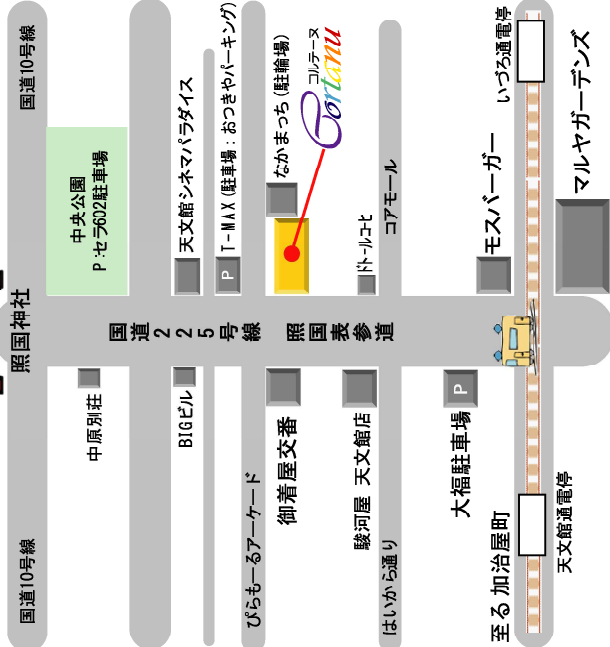 国道10号線
中央公園
P:セラ602駐車場
照国神社
中原別荘
国道10号線
天文館シネマパラダイス
BIGビル
T-MAX(駐車場：おつきやパーキング)
P
ぴらもーるアーケード
なかまっち(駐輪場)
コルテーヌ
Cortanu
国道225号線
照国表参道
御着屋交番
ドトールコーヒ
コアモール
駿河屋 天文館店
はいから通り
モスバーガー
P
大福駐車場
いづろ通電停
至る加治屋町
天文館通電停
マルヤガーデンズ